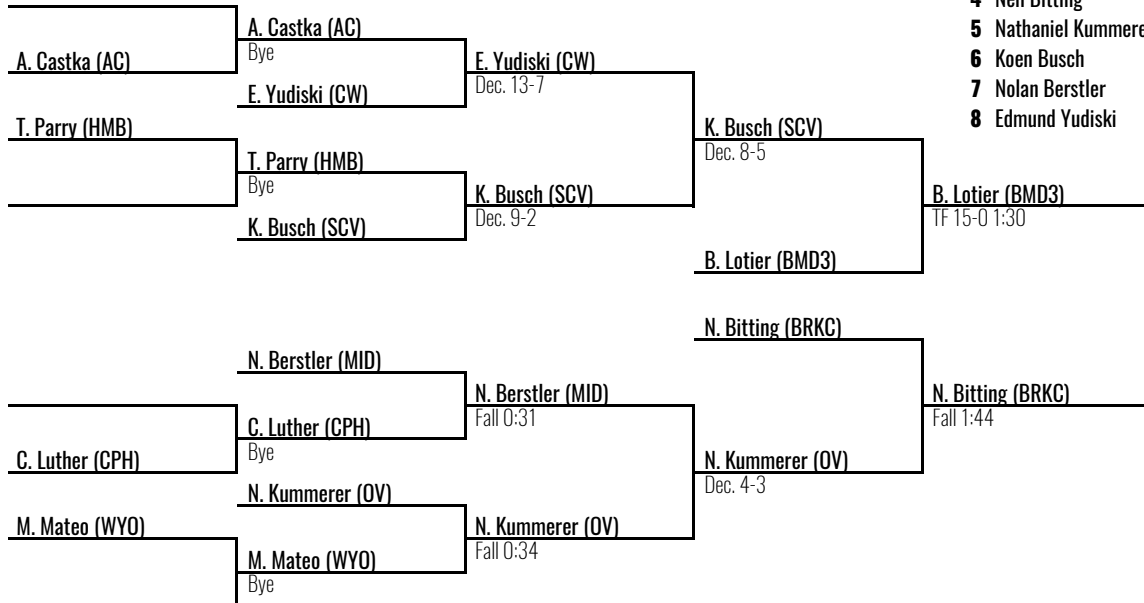 4 Neil Bitting
A. Castka (AC)
Bye
5 Nathaniel Kummere
A. Castka (AC)
E. Yudiski (CW)
Dec. 13-7
6 Koen Busch
E. Yudiski (CW)
7 Nolan Berstler
T. Parry (HMB)
K. Busch (SCV)
Dec. 8-5
8 Edmund Yudiski
T. Parry (HMB)
Bye
K. Busch (SCV)
Dec. 9-2
B. Lotier (BMD3)
TF 15-0 1:30
K. Busch (SCV)
B. Lotier (BMD3)
N. Bitting (BRKC)
N. Berstler (MID)
N. Berstler (MID)
Fall 0:31
N. Bitting (BRKC)
Fall 1:44
C. Luther (CPH)
Bye
C. Luther (CPH)
N. Kummerer (OV)
Dec. 4-3
N. Kummerer (OV)
M. Mateo (WYO)
N. Kummerer (OV)
Fall 0:34
M. Mateo (WYO)
Bye